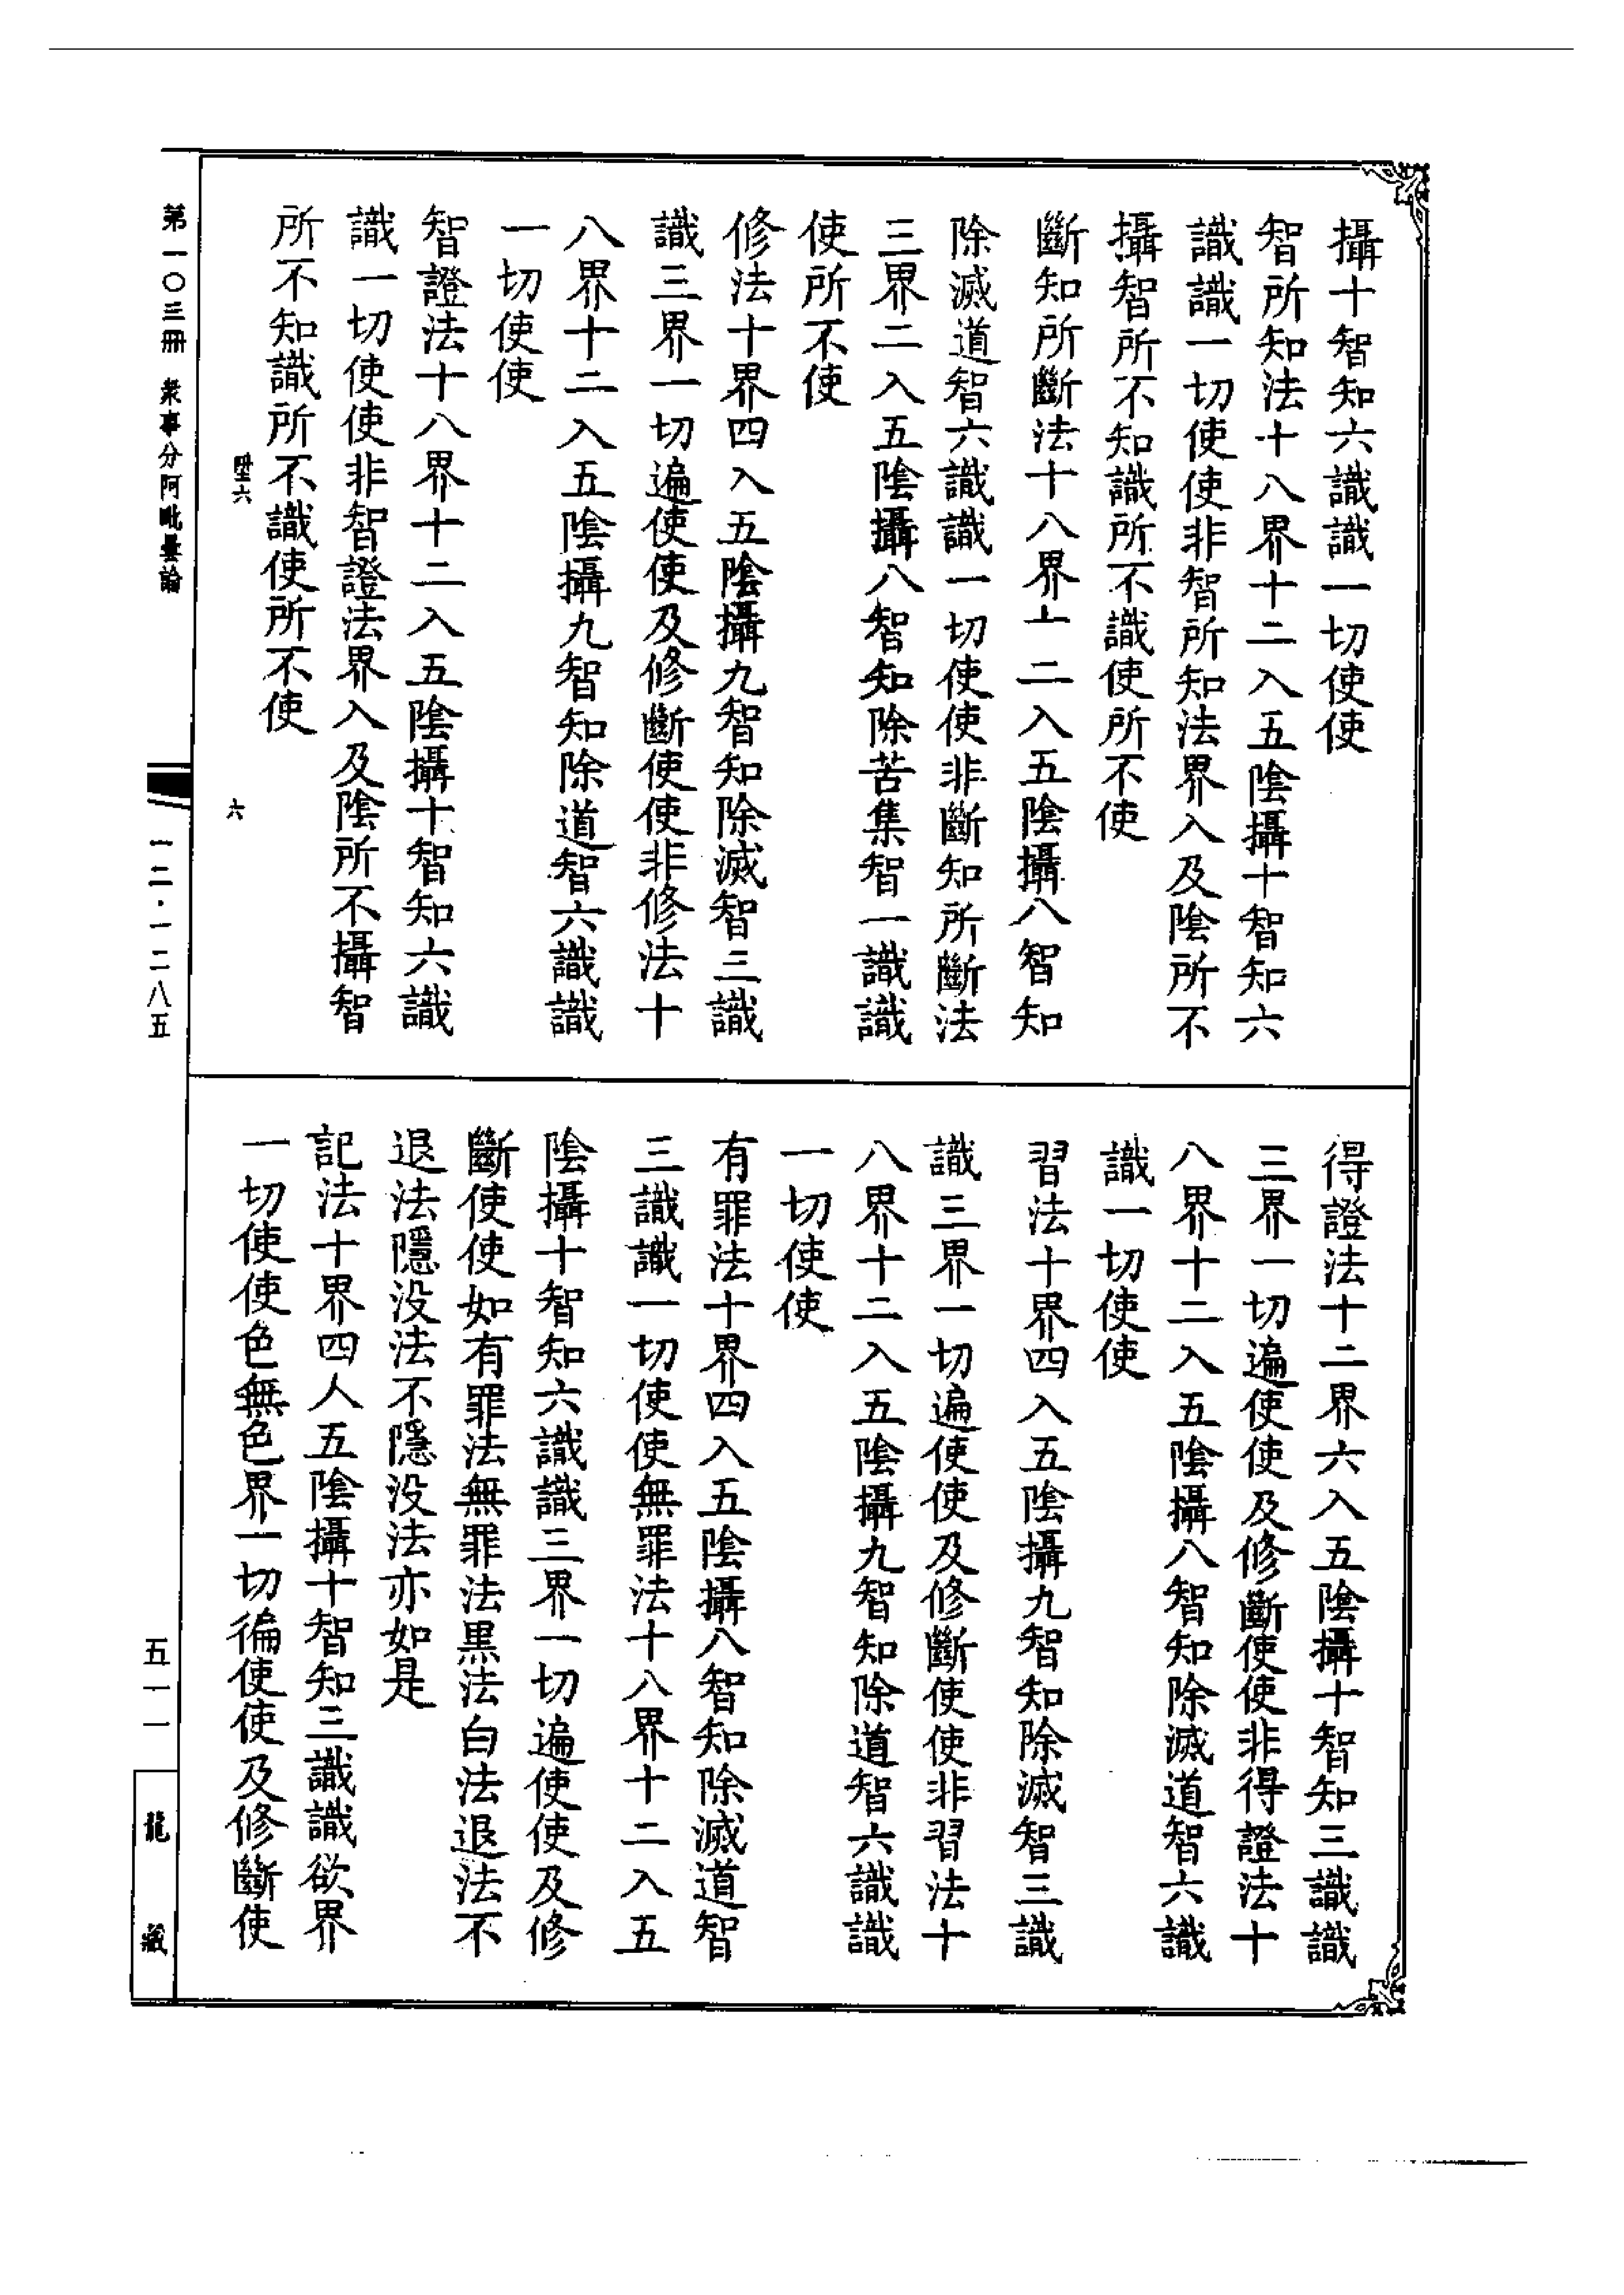 攝十智知六識識一切使使
智所知法十八界十二入五陰攝十智知六
識識一切使使非智所知法界入及陰所不
攝智所不知識所不識使所不使
斷知所斷法十八界十二入五陰攝八智知
除滅道智六識識一切使使非斷知所斷法
三界二入五陰攝八智知除苦集智一識識
使所不使
修法十界四入五陰攝九智知除滅智三識
識三界一切遍使使及修斷使使非修法十
八界十二入五陰攝九智知除道智六識識
一切使使
智證法十八界十二入五陰攝十智知六識
識一切使使非智證法界入及陰所不攝智
所不知識所不識使所不使
陞六
六
得證法十二界六入五陰攝十智知三識識
三界一切遍使使及修斷使使非得證法十
八界十二入五陰攝八智知除滅道智六識
識一切使使
習法十界四入五陰攝九智知除滅智三識
識三界一切遍使使及修斷使使非習法十
八界十二入五陰攝九智知除道智六識識
一切使使
有罪法十界四入五陰攝八智知除滅道智
三識識一切使使無罪法十八界十二入五
陰攝十智知六識識三界一切遍使使及修
斷使使如有罪法無罪法黑法白法退法不
退法隱没法不隱没法亦如是
記法十界四人五陰攝十智知三識識欲界
一切使使色無色界一切徧使使及修斷使
第一〇三冊 衆事分阿毗曇論
一二·一二八五
五一一
龍藏